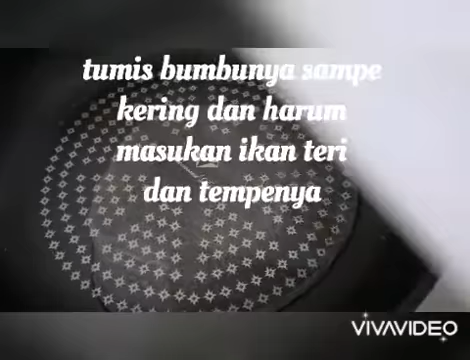 tumis bumbunya sampe
kering dan harum
masukan ikan teri
dan tempenya
VIVAVIDEO